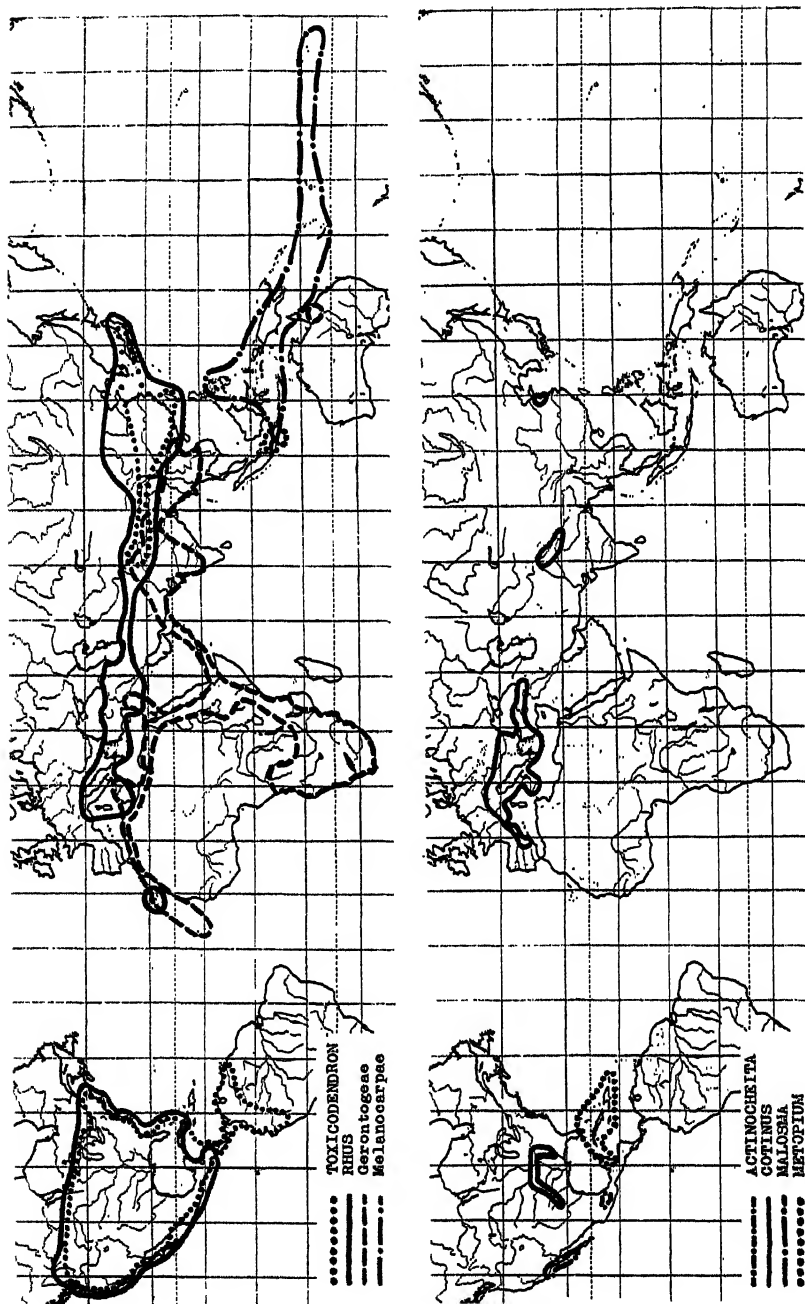 TOXICODENDRON
RHUS
Gerontogeae
Melanocarpae
ACTINOCHEITA
COTINUS
MALOSMA
METOPIUM